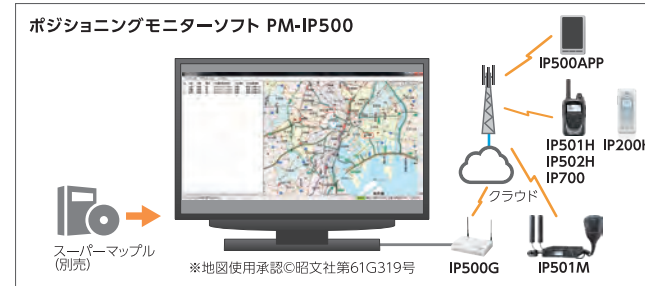 ポジショニングモニターソフト PM-IP500
IP500APP
IP501H
IP502H
IP700
IP200H
クラウド
スーパーマップル
(別売)
※地図使用承認©昭文社第61G319号
IP500G
IP501M